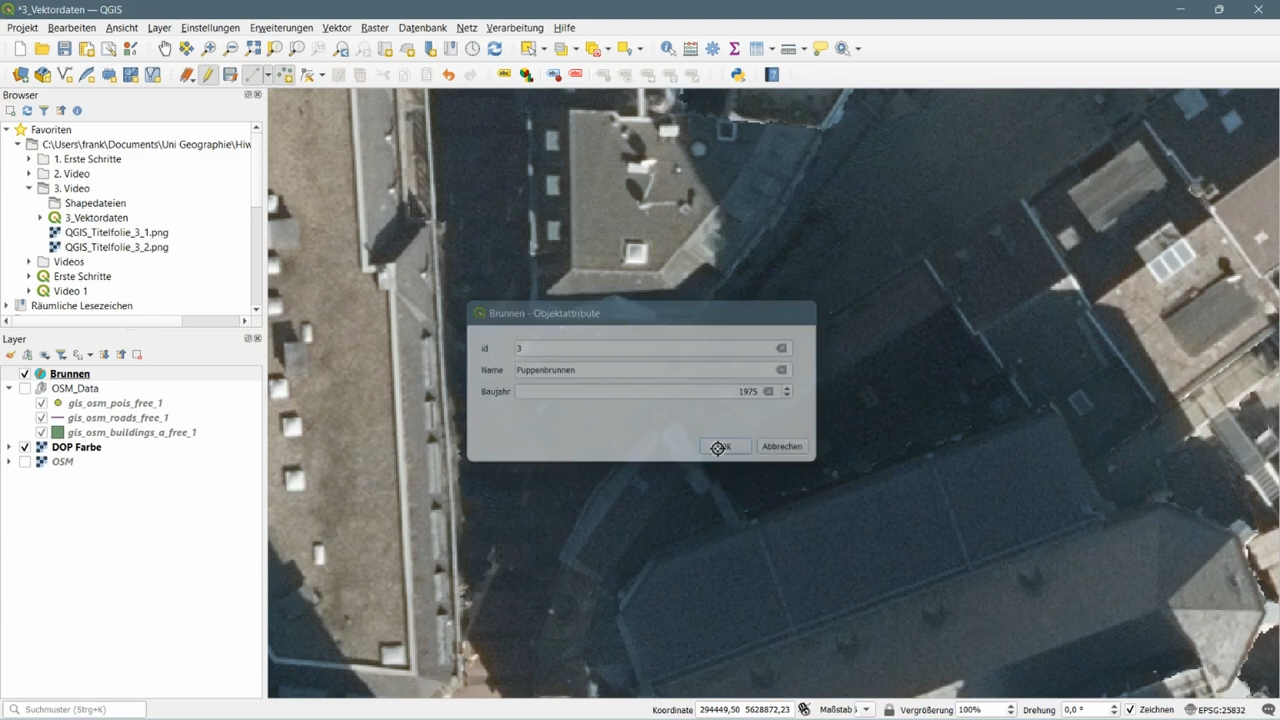 *3_Vektordaten — QGIS
Projekt Bearbeiten Ansicht Layer Einstellungen Erweiterungen Vektor Raster Datenbank Netz Verarbeitung Hilfe
Browser
Favoriten
C:\Users\frank\Documents\Uni Geographie\Hiw
1. Erste Schritte
2. Video
3. Video
Shapedateien
3_Vektordaten
QGIS_Titelfolie_3_1.png
QGIS_Titelfolie_3_2.png
Videos
Erste Schritte
Video 1
Räumliche Lesezeichen
Layer
Brunnen
OSM_Data
gis_osm_pois_free_1
gis_osm_roads_free_1
gis_osm_buildings_a_free_1
DOP Farbe
OSM
Brunnen - Objektattribute
id 3
Name Puppenbrunnen
Baujahr 1975
Abbrechen
Suchmuster (Strg+K)
Koordinate 294449,50 5628872,23 Maßstab Vergrößerung 100% Drehung 0,0 ° Zeichnen EPSG:25832